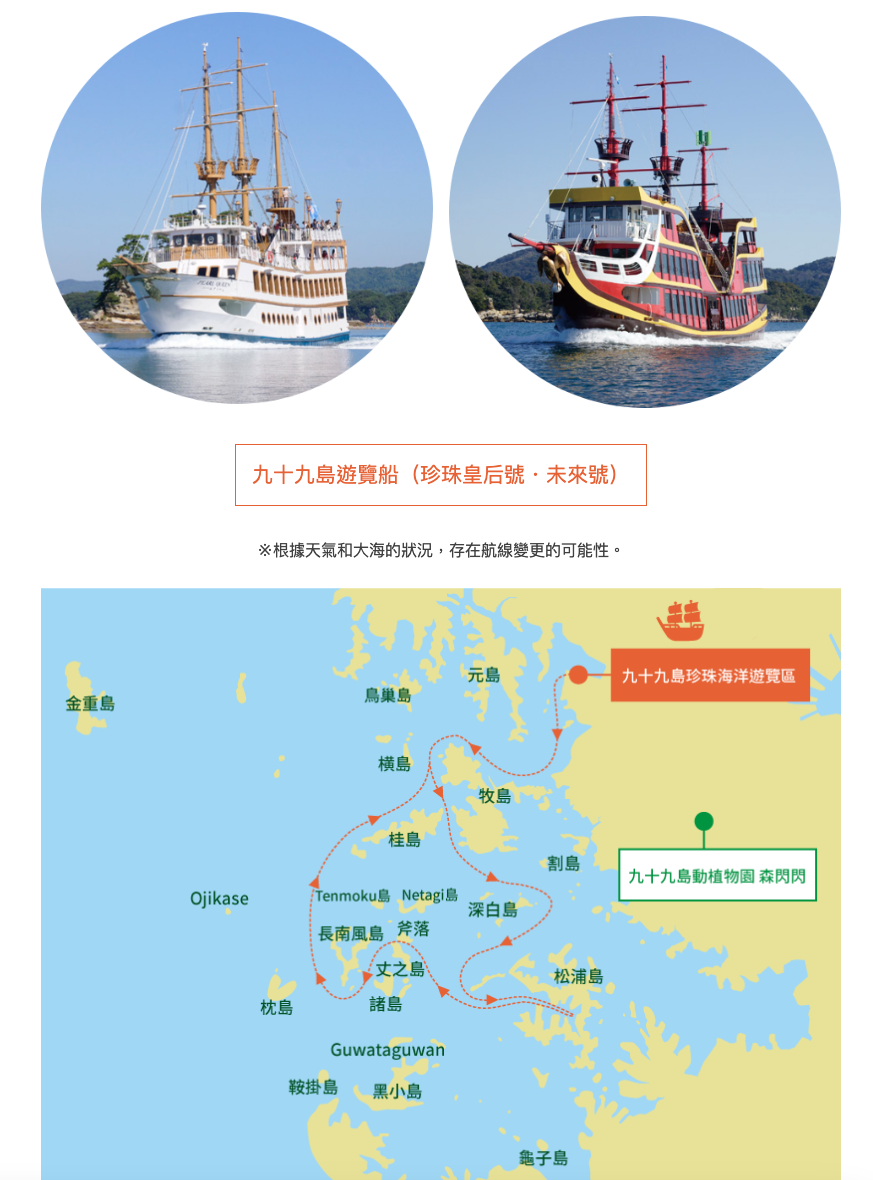 九十九島遊覽船（珍珠皇后號・未來號）
※根據天氣和大海的狀況，存在航線變更的可能性。
九十九島珍珠海洋遊覽區
元島
鳥巢島
金重島
橫島
牧島
桂島
割島
九十九島動植物園 森閃閃
Tenmoku島
Netagi島
Ojikase
深白島
長南風島
斧落
丈之島
松浦島
枕島
諸島
Guwataguwan
鞍掛島
黑小島
龜子島